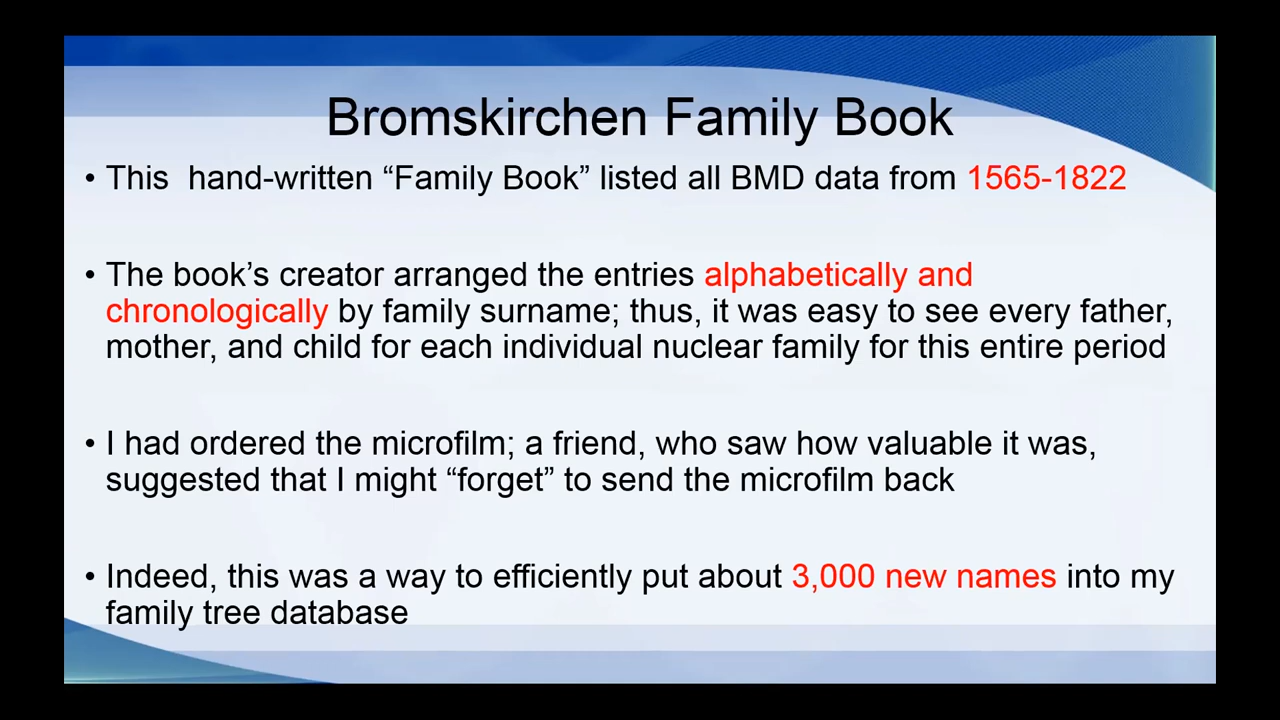 Bromskirchen Family Book
• This  hand-written “Family Book” listed all BMD data from 1565-1822
• The book’s creator arranged the entries alphabetically and
chronologically by family surname; thus, it was easy to see every father,
mother, and child for each individual nuclear family for this entire period
• I had ordered the microfilm; a friend, who saw how valuable it was,
suggested that I might “forget” to send the microfilm back
• Indeed, this was a way to efficiently put about 3,000 new names into my
family tree database